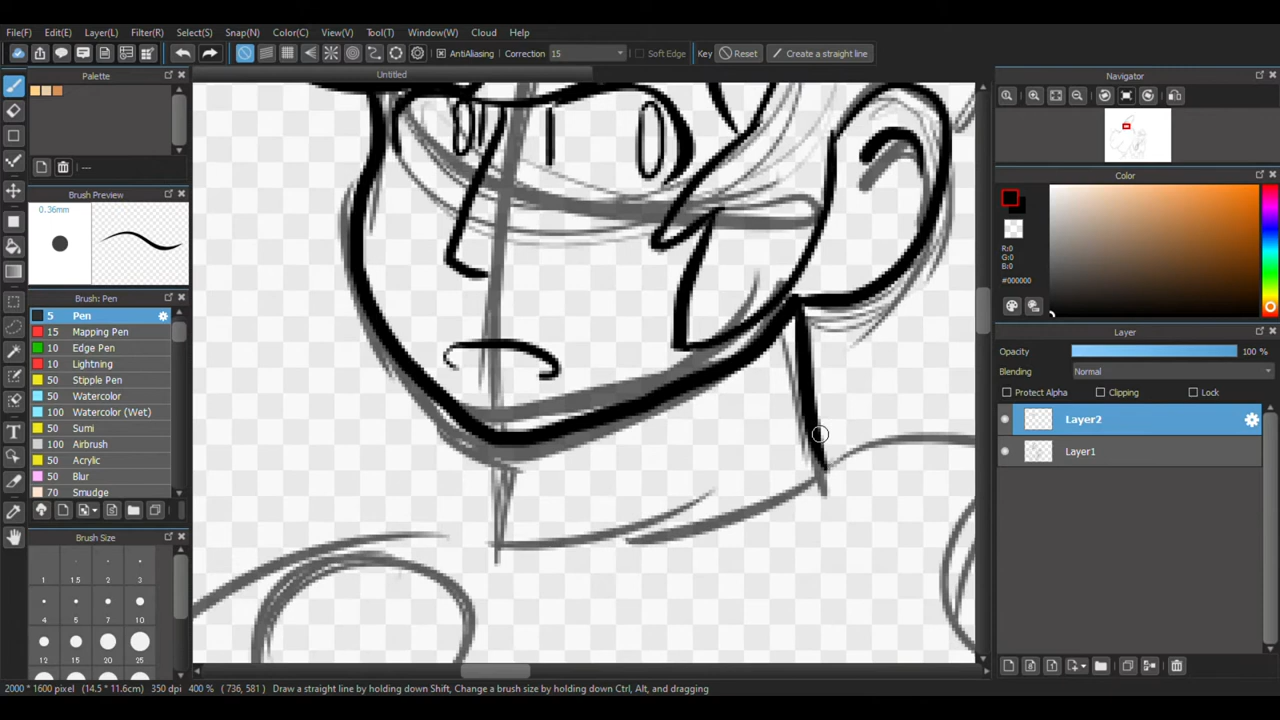 File(F) Edit(E) Layer(L) Filter(R) Select(S) Snap(N) Color(C) View(V) Tool(T) Window(W) Cloud Help
AntiAliasing Correction 15 Soft Edge Key Reset Create a straight line
Palette
Untitled
Navigator
---
Brush Preview
0.36mm
Color
R:0
G:0
B:0
#000000
Brush: Pen
5 Pen
15 Mapping Pen
10 Edge Pen
10 Lightning
50 Stipple Pen
50 Watercolor
100 Watercolor (Wet)
50 Sumi
100 Airbrush
50 Acrylic
50 Blur
70 Smudge
Layer
Opacity 100 %
Blending Normal
Protect Alpha Clipping Lock
Layer2
Layer1
Brush Size
1 1.5 2 3
4 5 7 10
12 15 20 25
2000 * 1600 pixel (14.5 * 11.6cm) 350 dpi 400 % ( 736, 581 ) Draw a straight line by holding down Shift, Change a brush size by holding down Ctrl, Alt, and dragging